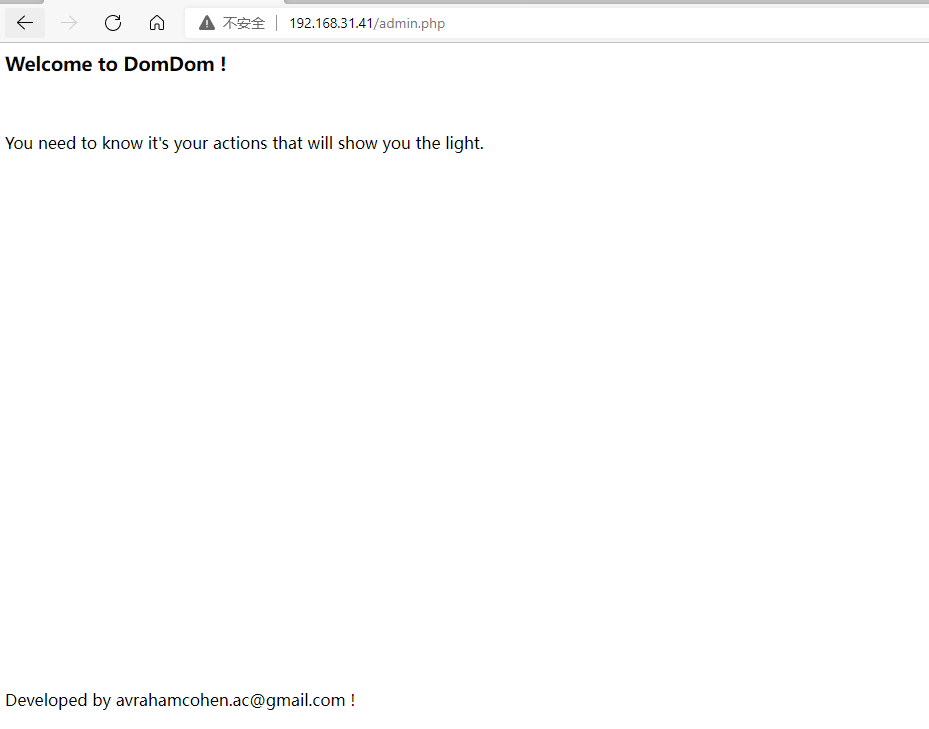 不安全 192.168.31.41/admin.php
Welcome to DomDom !
You need to know it's your actions that will show you the light.
Developed by avrahamcohen.ac@gmail.com !